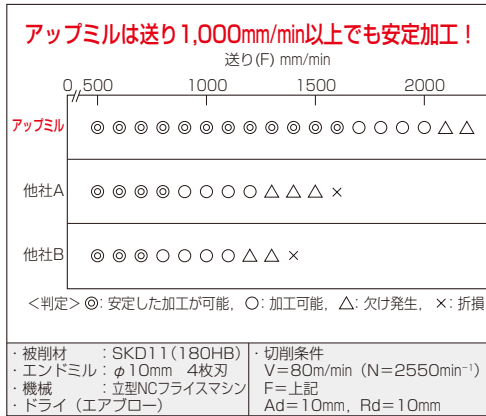 アップミルは送り1,000mm/min以上でも安定加工！
送り(F) mm/min
0 500 1000 1500 2000
アップミル ◎ ◎ ◎ ◎ ◎ ◎ ◎ ◎ ◎ ◎ ◎ ◎ ○ ○ ○ ○ △ △
他社A ◎ ◎ ◎ ◎ ○ ○ ○ ○ △ △ △ ×
他社B ◎ ◎ ◎ ○ ○ ○ ○ △ △ ×
＜判定＞ ◎: 安定した加工が可能, ○: 加工可能, △: 欠け発生, ×: 折損
・被削材 : SKD11(180HB)
・エンドミル : φ10mm 4枚刃
・機械 : 立型NCフライスマシン
・ドライ（エアブロー）
・切削条件
V=80m/min（N=2550min⁻¹）
F=上記
Ad=10mm, Rd=10mm